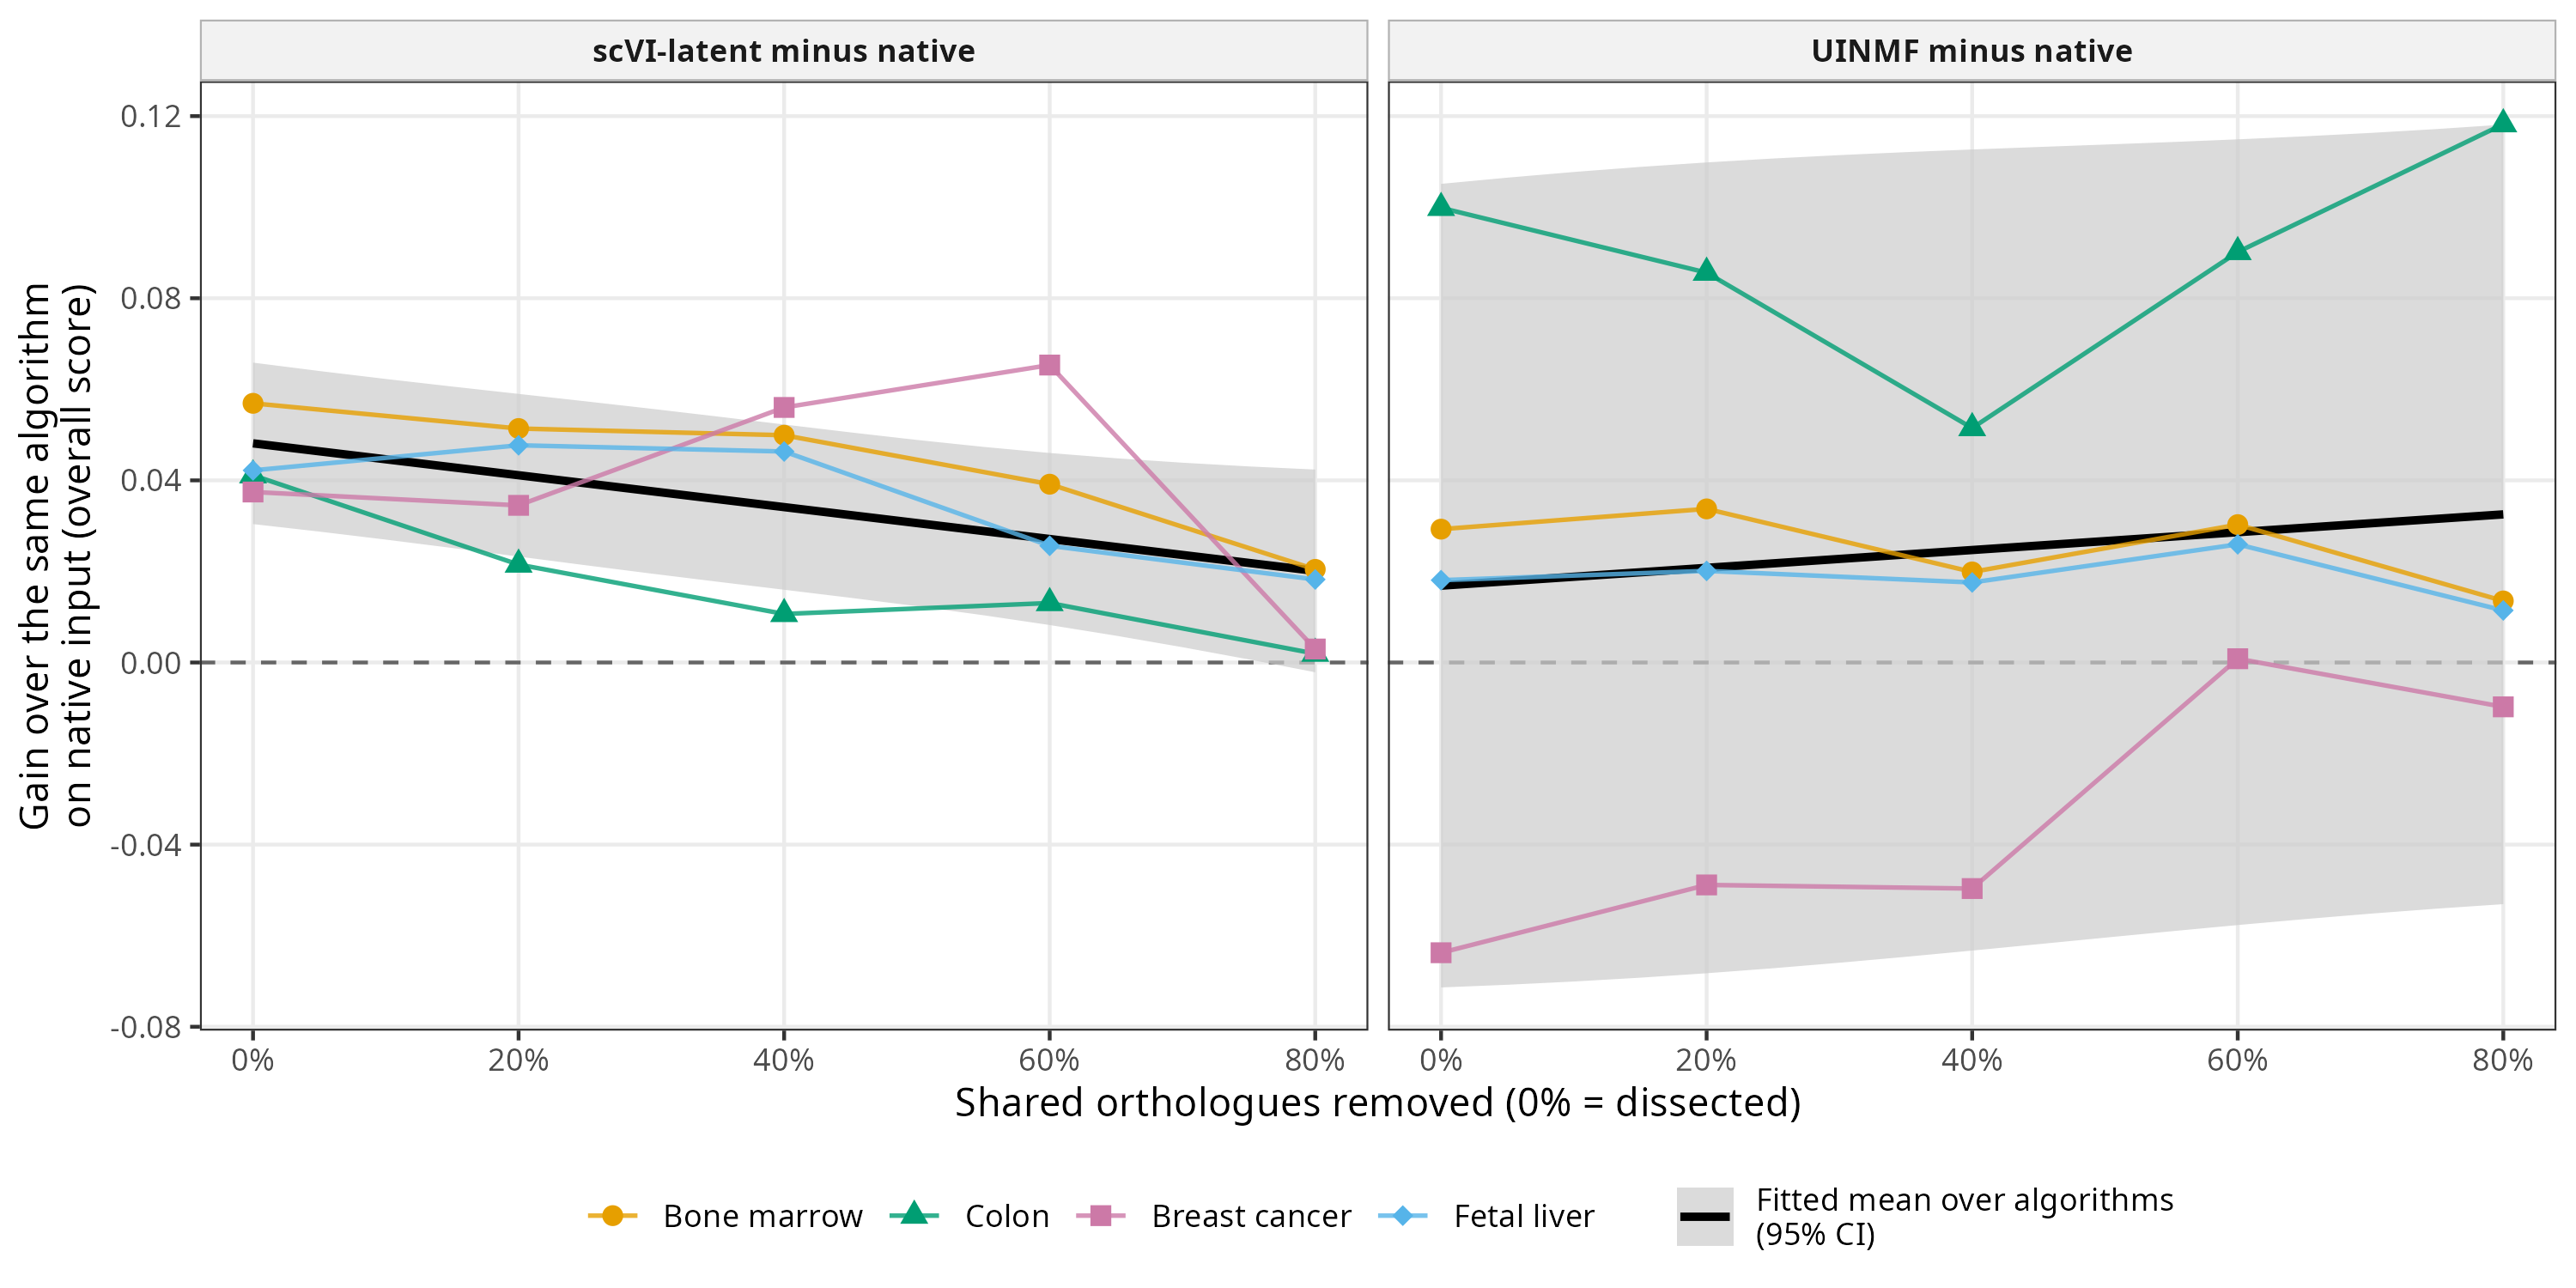 scVI-latent minus native
UINMF minus native
Gain over the same algorithm
on native input (overall score)
0.12
0.08
0.04
0.00
-0.04
-0.08
0%
20%
40%
60%
80%
0%
20%
40%
60%
80%
Shared orthologues removed (0% = dissected)
Bone marrow
Colon
Breast cancer
Fetal liver
Fitted mean over algorithms
(95% CI)